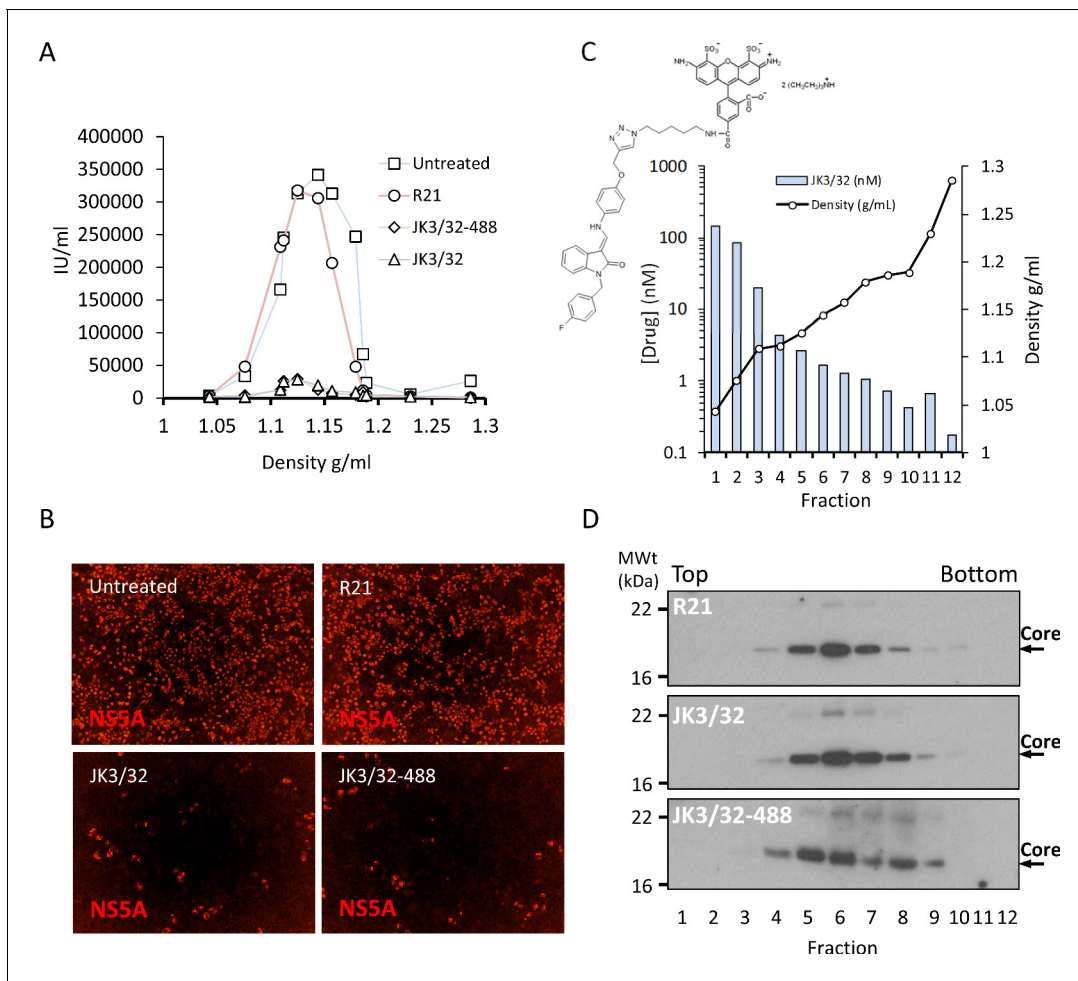 A
400000
350000
300000
250000
200000
150000
100000
50000
0
IU/ml
1 1.05 1.1 1.15 1.2 1.25 1.3
Density g/ml
Untreated
R21
JK3/32-488
JK3/32
C
SO3-
SO3-
NH2
O
NH2+
C
O-
O
2 (CH3CH2)3NH+
N
N
N
NH
C
O
O
HN
O
N
F
1000
100
10
1
0.1
[Drug] (nM)
JK3/32 (nM)
Density (g/mL)
1.3
1.25
1.2
1.15
1.10
1.05
1
Density g/ml
1 2 3 4 5 6 7 8 9 10 11 12
Fraction
B
Untreated
NS5A
R21
JK3/32
NS5A
JK3/32-488
NS5A
D
MWt
(kDa)
Top Bottom
22
16
R21
Core
22
16
JK3/32
Core
22
16
JK3/32-488
Core
1 2 3 4 5 6 7 8 9 10 11 12
Fraction